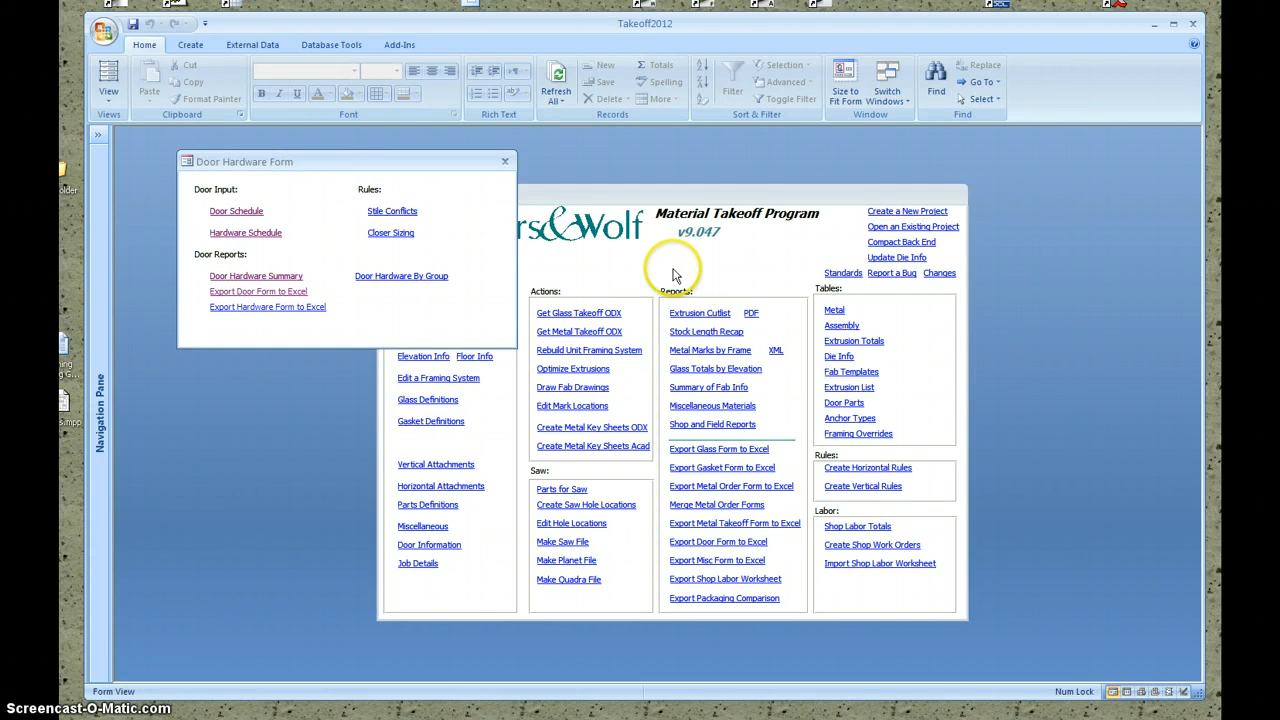 Takeoff2012
Home Create External Data Database Tools Add-Ins
View
Views
Paste
Cut
Copy
Format Painter
Clipboard
B I U A
Font
Rich Text
Refresh
All
New
Save
Delete
Totals
Spelling
More
Records
Filter
Selection
Advanced
Toggle Filter
Sort & Filter
Size to
Fit Form
Switch
Windows
Window
Find
Replace
Go To
Select
Find
Navigation Pane
Door Hardware Form
Door Input:
Door Schedule
Hardware Schedule
Rules:
Stile Conflicts
Closer Sizing
Door Reports:
Door Hardware Summary
Door Hardware By Group
Export Door Form to Excel
Export Hardware Form to Excel
rs&Wolf
Material Takeoff Program
v9.047
Create a New Project
Open an Existing Project
Compact Back End
Update Die Info
Standards Report a Bug Changes
Elevation Info Floor Info
Edit a Framing System
Glass Definitions
Gasket Definitions
Vertical Attachments
Horizontal Attachments
Parts Definitions
Miscellaneous
Door Information
Job Details
Actions:
Get Glass Takeoff ODX
Get Metal Takeoff ODX
Rebuild Unit Framing System
Optimize Extrusions
Draw Fab Drawings
Edit Mark Locations
Create Metal Key Sheets ODX
Create Metal Key Sheets Acad
Saw:
Parts for Saw
Create Saw Hole Locations
Edit Hole Locations
Make Saw File
Make Planet File
Make Quadra File
Reports:
Extrusion Cutlist PDF
Stock Length Recap
Metal Marks by Frame XML
Glass Totals by Elevation
Summary of Fab Info
Miscellaneous Materials
Shop and Field Reports
Export Glass Form to Excel
Export Gasket Form to Excel
Export Metal Order Form to Excel
Merge Metal Order Forms
Export Metal Takeoff Form to Excel
Export Door Form to Excel
Export Misc Form to Excel
Export Shop Labor Worksheet
Export Packaging Comparison
Tables:
Metal
Assembly
Extrusion Totals
Die Info
Fab Templates
Extrusion List
Door Parts
Anchor Types
Framing Overrides
Rules:
Create Horizontal Rules
Create Vertical Rules
Labor:
Shop Labor Totals
Create Shop Work Orders
Import Shop Labor Worksheet
Form View
Num Lock
Screencast-O-Matic.com